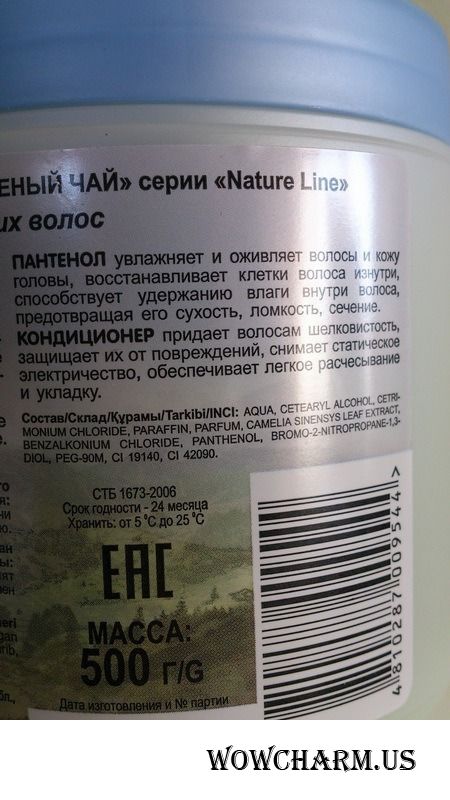 ЕНЫЙ ЧАЙ» серии «Nature Line»
их волос
ПАНТЕНОЛ увлажняет и оживляет волосы и кожу
головы, восстанавливает клетки волоса изнутри,
способствует удержанию влаги внутри волоса,
предотвращая его сухость, ломкость, сечение.
КОНДИЦИОНЕР придает волосам шелковистость,
защищает их от повреждений, снимает статическое
электричество, обеспечивает легкое расчесывание
и укладку.
Состав/Склад/Құрамы/Tarkibi/INCI: AQUA, CETEARYL ALCOHOL, CETRI-
MONIUM CHLORIDE, PARAFFIN, PARFUM, CAMELIA SINENSYS LEAF EXTRACT,
BENZALKONIUM CHLORIDE, PANTHENOL, BROMO-2-NITROPROPANE-1,3-
DIOL, PEG-90M, CI 19140, CI 42090.
СТБ 1673-2006
Срок годности - 24 месяца
Хранить: от 5 °С до 25 °С
ЕАС
МАССА:
500 Г/G
Дата изготовления и № партии
4 810287 009544 >
WOWCHARM.US